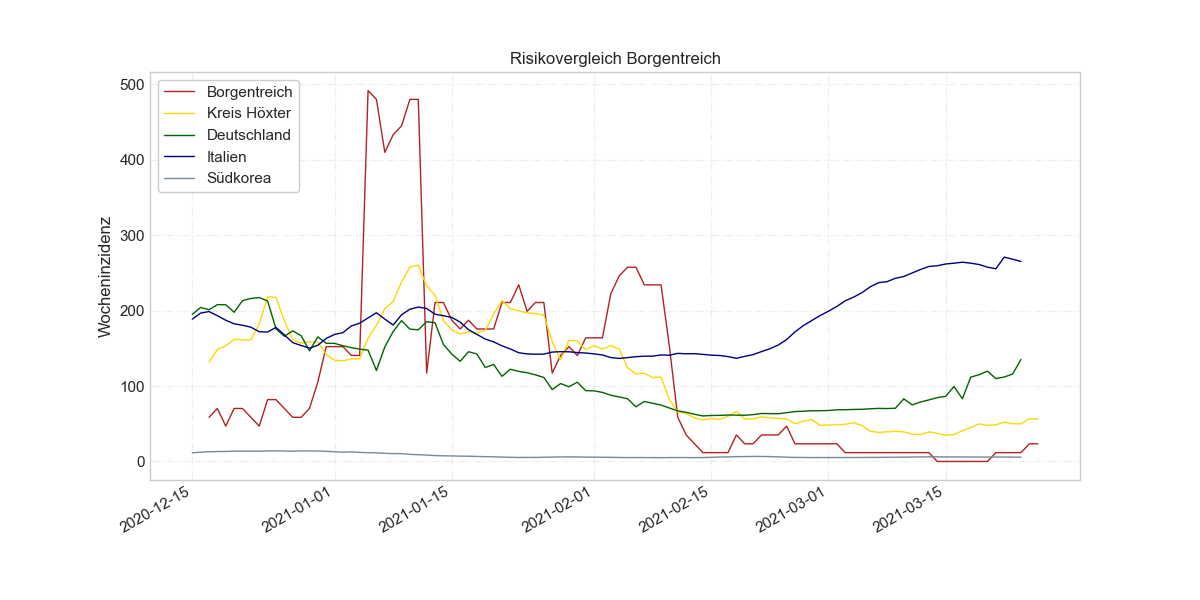 Risikovergleich Borgentreich
Wocheninzidenz
500
400
300
200
100
0
Borgentreich
Kreis Höxter
Deutschland
Italien
Südkorea
2020-12-15
2021-01-01
2021-01-15
2021-02-01
2021-02-15
2021-03-01
2021-03-15